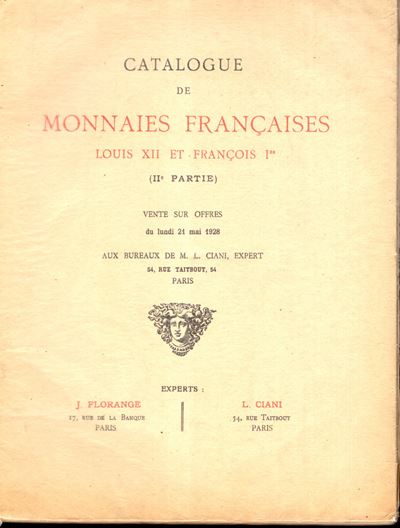 CATALOGUE
DE
MONNAIES FRANÇAISES
LOUIS XII ET FRANÇOIS Iᵉʳ
(IIᵉ PARTIE)
VENTE SUR OFFRES
du lundi 21 mai 1928
AUX BUREAUX DE M. L. CIANI, EXPERT
54, RUE TAITBOUT, 54
PARIS
EXPERTS :
J. FLORANGE
17, RUE DE LA BANQUE
PARIS
L. CIANI
54, RUE TAITBOUT
PARIS